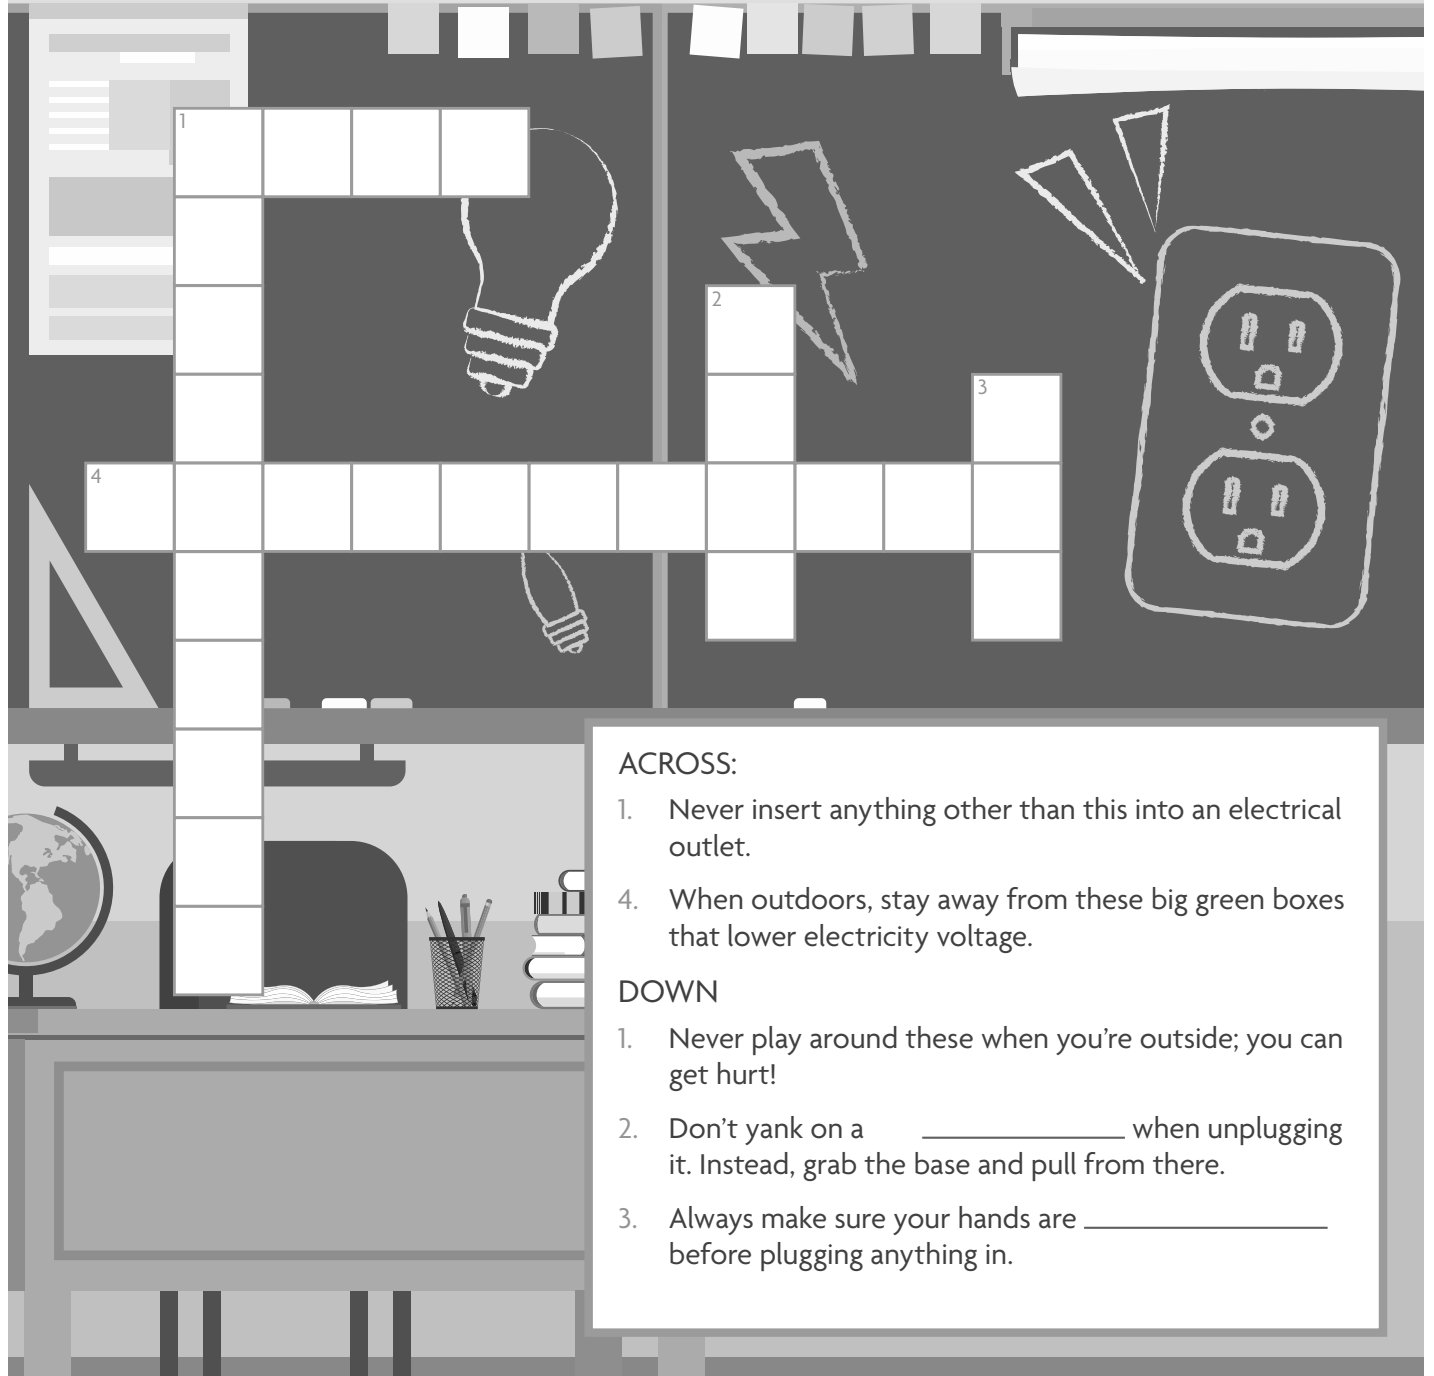 1
2
3
4
ACROSS:
1. Never insert anything other than this into an electrical
outlet.
4. When outdoors, stay away from these big green boxes
that lower electricity voltage.
DOWN
1. Never play around these when you’re outside; you can
get hurt!
2. Don’t yank on a ______________ when unplugging
it. Instead, grab the base and pull from there.
3. Always make sure your hands are ________________
before plugging anything in.